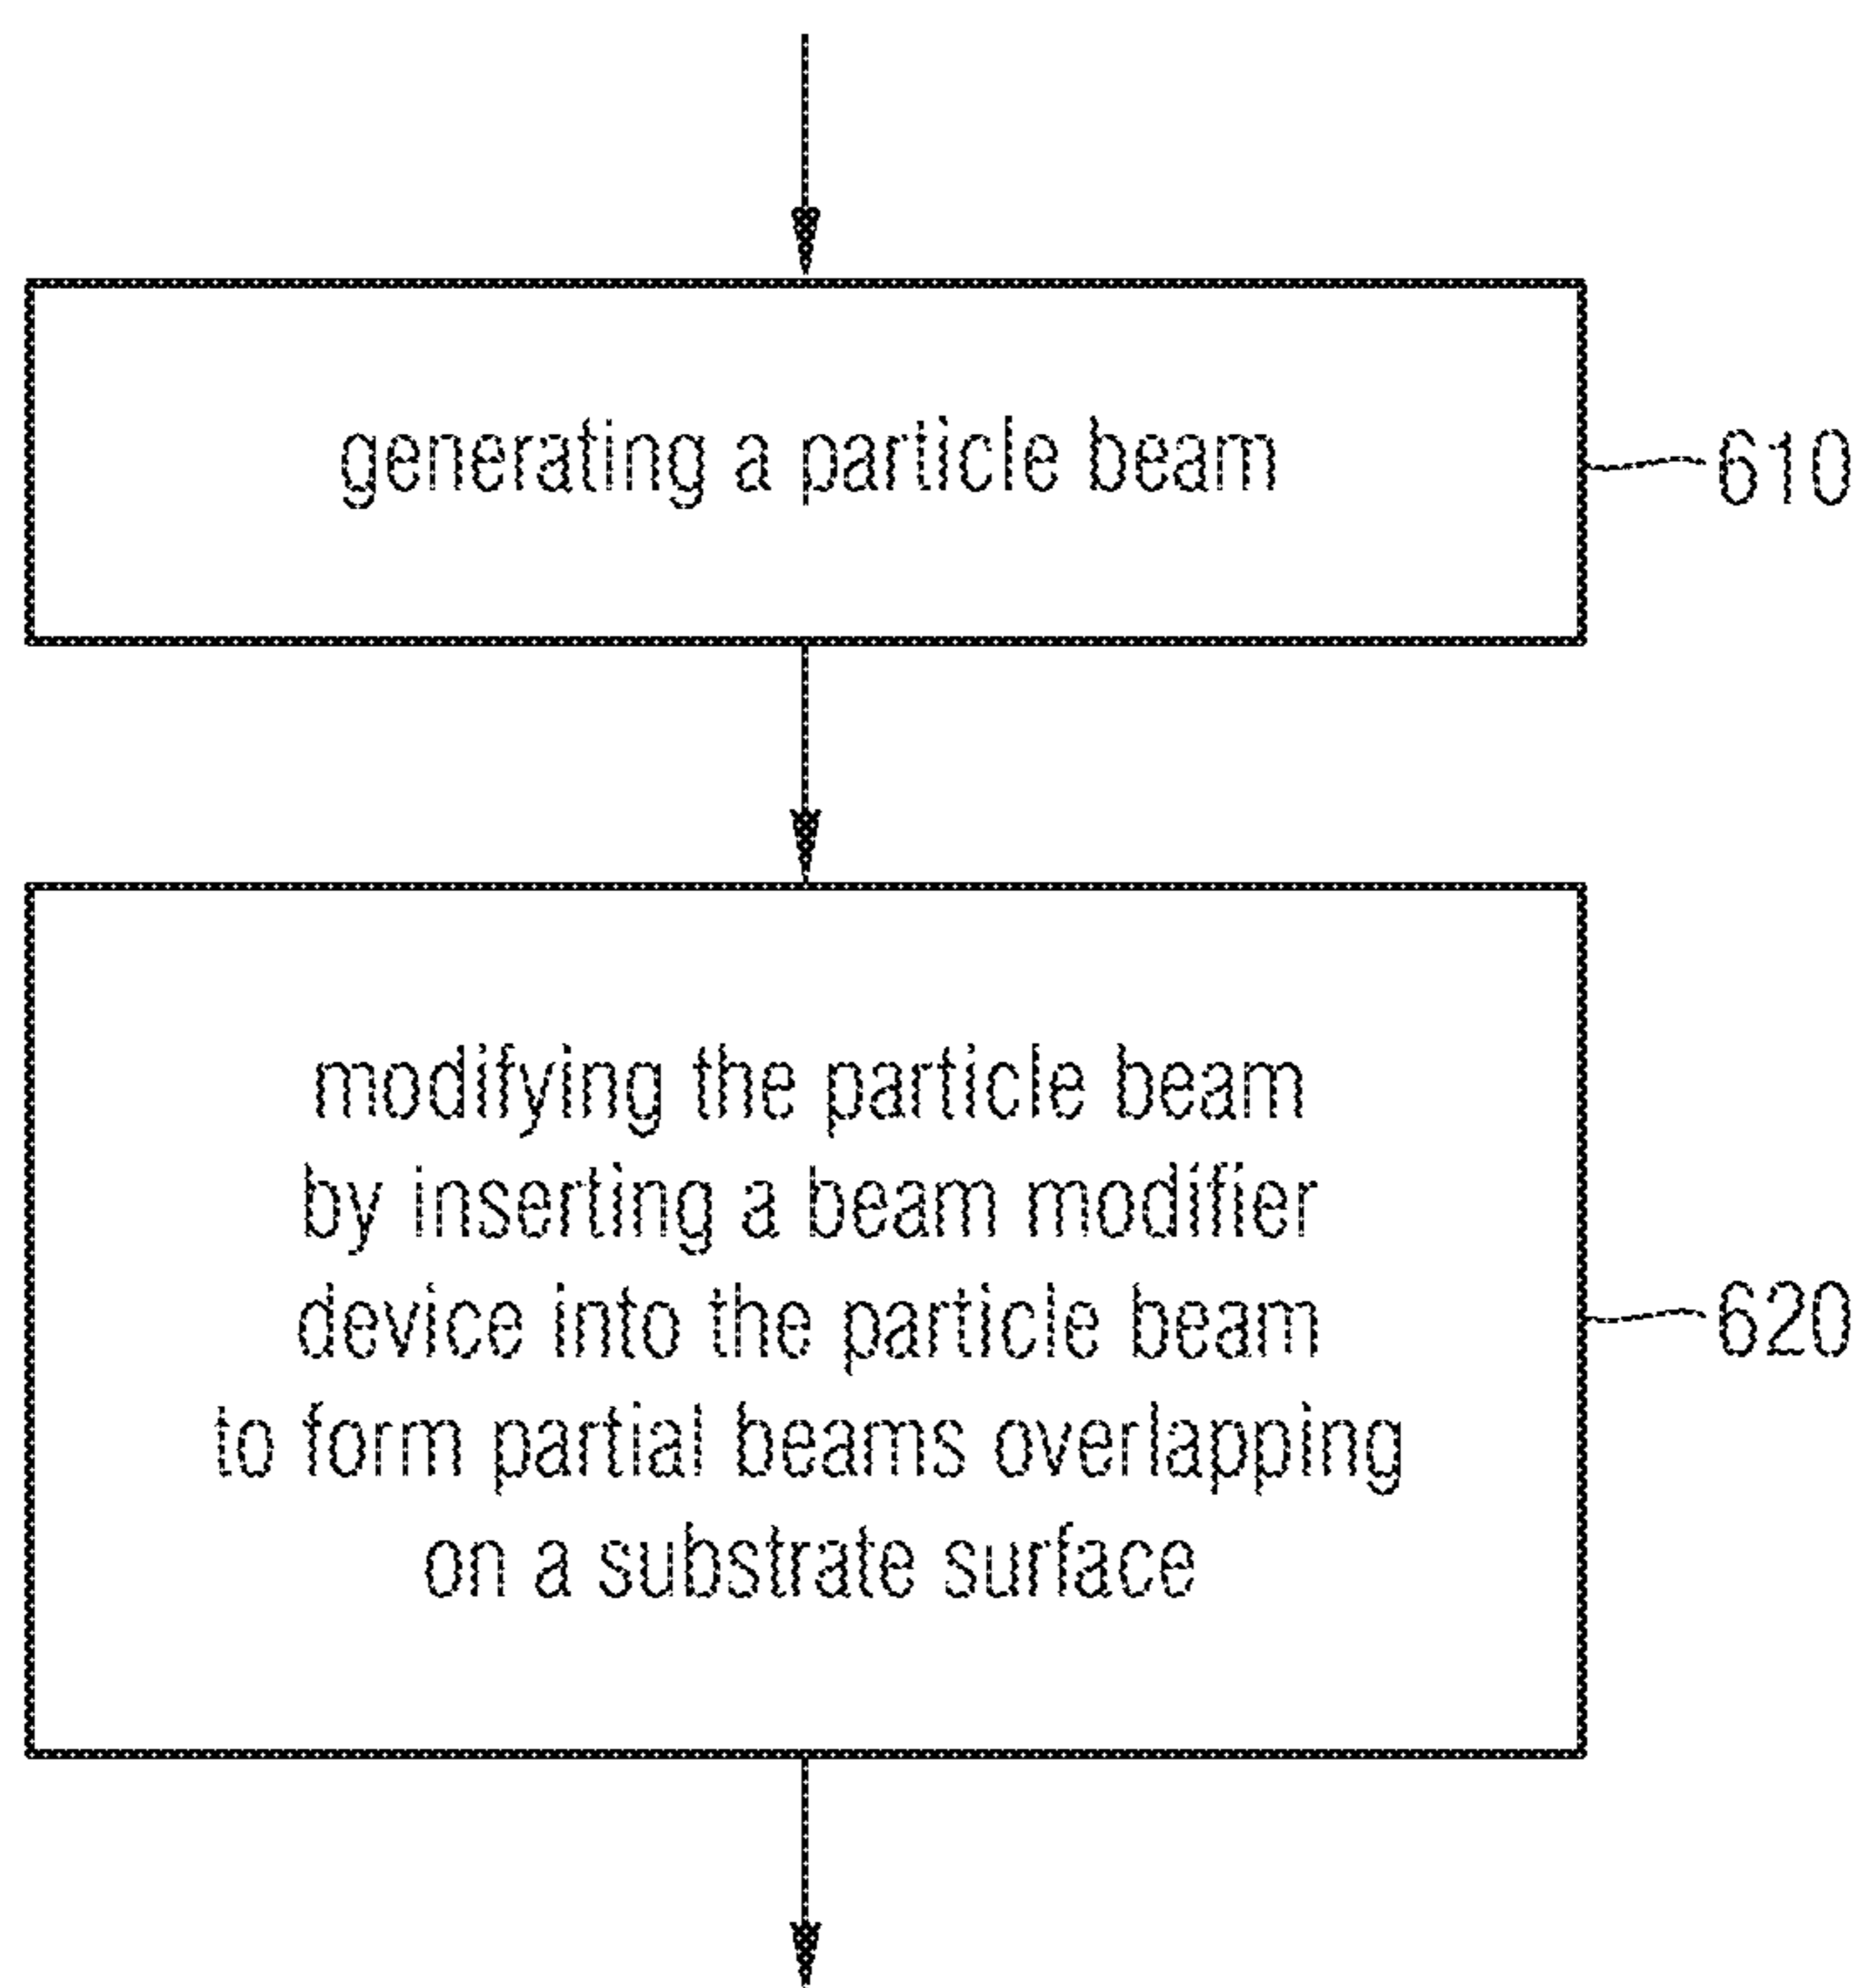 generating a particle beam
610
modifying the particle beam
by inserting a beam modifier
device into the particle beam
to form partial beams overlapping
on a substrate surface
620